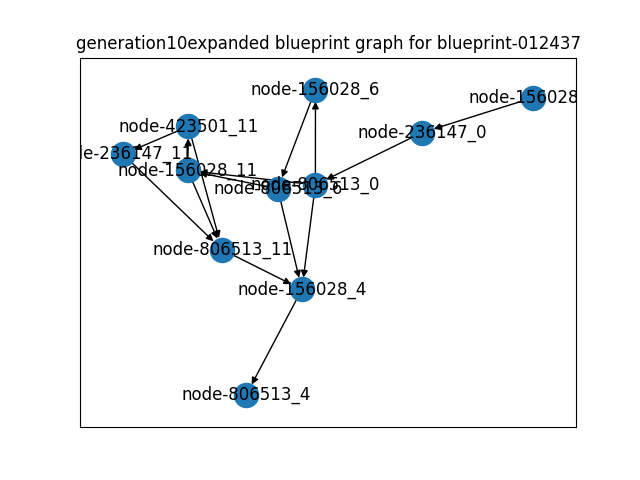 generation10expanded blueprint graph for blueprint-012437
node-156028_6
node-156028
node-423501_11
node-236147_0
le-236147_11
node-156028_11
node-806513_0
node-806513_6
node-806513_11
node-156028_4
node-806513_4